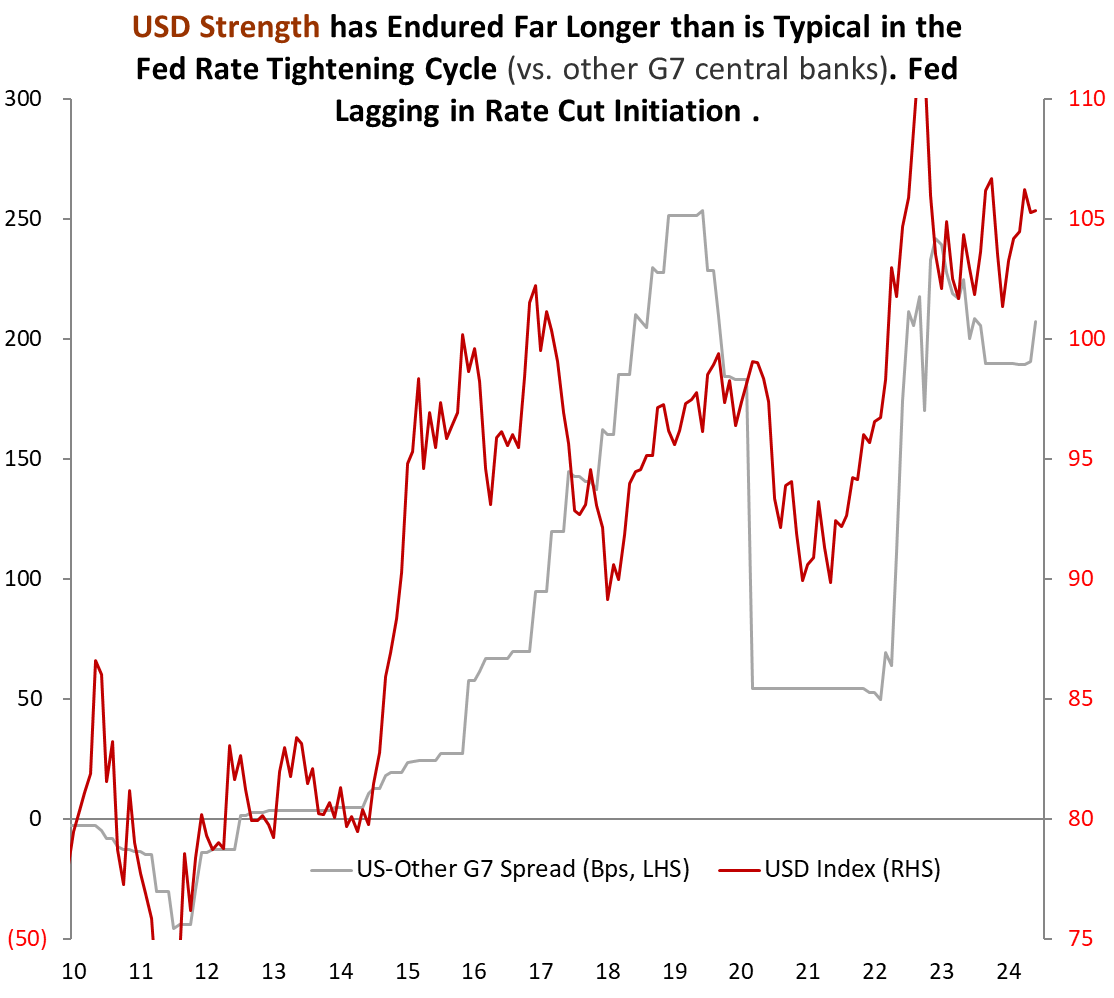 USD Strength has Endured Far Longer than is Typical in the
Fed Rate Tightening Cycle (vs. other G7 central banks). Fed
Lagging in Rate Cut Initiation .
300
250
200
150
100
50
0
(50)
110
105
100
95
90
85
80
75
US-Other G7 Spread (Bps, LHS)
USD Index (RHS)
10 11 12 13 14 15 16 17 18 19 20 21 22 23 24